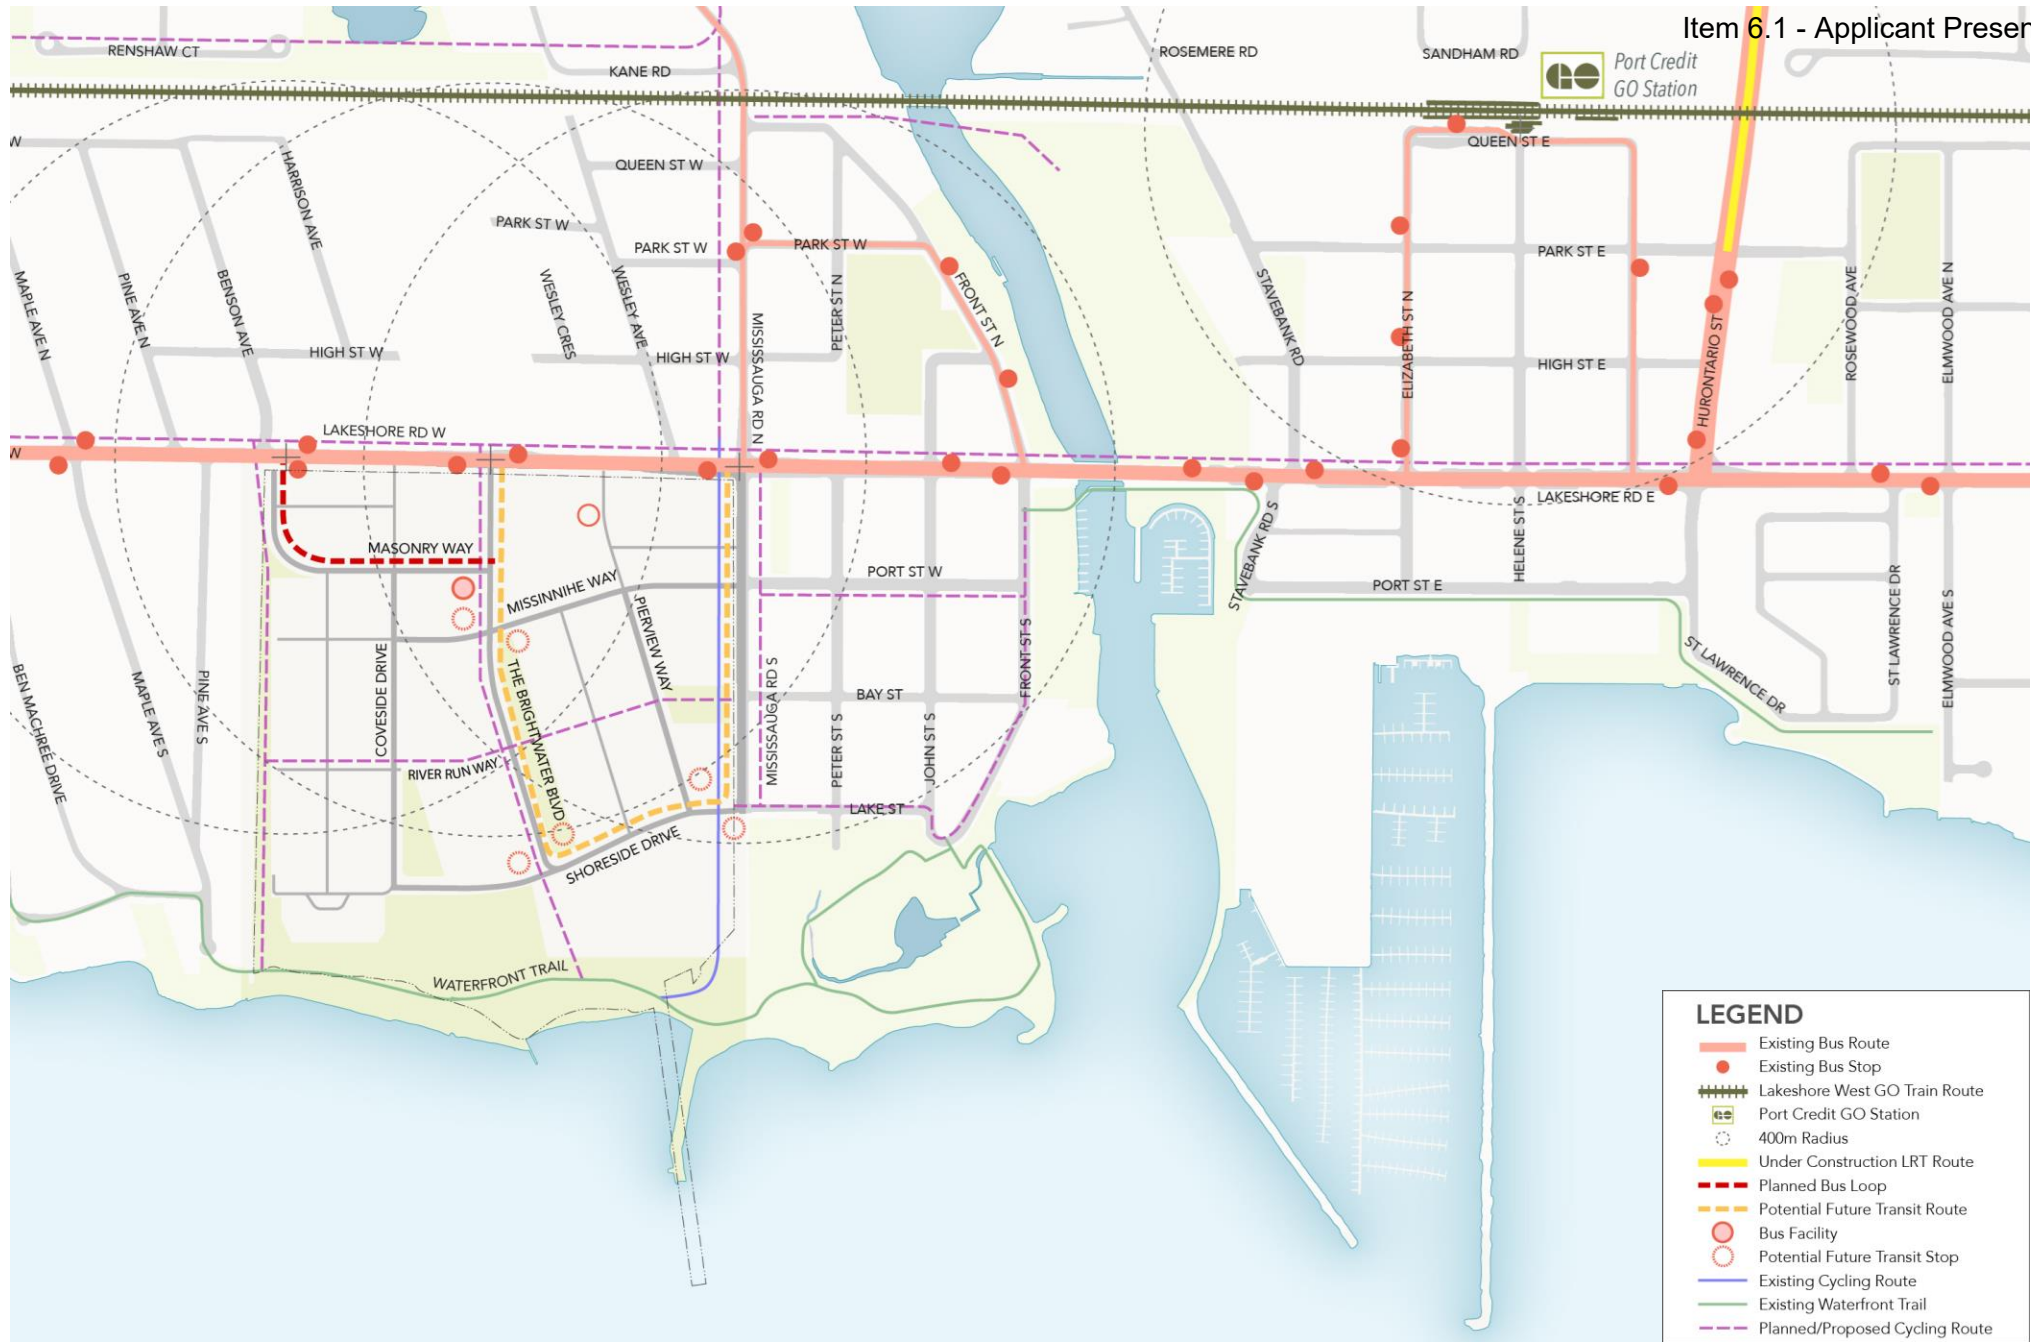 Item 6.1 - Applicant Presen
RENSHAW CT
KANE RD
ROSEMERE RD
SANDHAM RD
Port Credit
GO Station
W
HARRISON AVE
QUEEN ST W
QUEEN ST E
PARK ST W
PARK ST W
PARK ST W
PARK ST E
MAPLE AVE N
PINE AVE N
BENSON AVE
WESLEY CRES
WESLEY AVE
MISSISSAUGA RD N
PETER ST N
FRONT ST N
STAVEBANK RD
ELIZABETH ST N
HURONTARIO ST
ROSEWOOD AVE
ELMWOOD AVE N
HIGH ST W
HIGH ST W
HIGH ST E
LAKESHORE RD W
W
LAKESHORE RD E
MASONRY WAY
MISSINNIHE WAY
PIERVIEW WAY
PORT ST W
PORT ST E
STAVEBANK RD S
HELENE ST S
ST LAWRENCE DR
ELMWOOD AVE S
ST LAWRENCE DR
BEN MACHREE DRIVE
MAPLE AVE S
PINE AVE S
COVESIDE DRIVE
THE BRIGHTWATER BLVD
MISSISSAUGA RD S
BAY ST
PETER ST S
JOHN ST S
FRONT ST S
RIVER RUN WAY
LAKE ST
SHORESIDE DRIVE
WATERFRONT TRAIL
LEGEND
Existing Bus Route
Existing Bus Stop
Lakeshore West GO Train Route
Port Credit GO Station
400m Radius
Under Construction LRT Route
Planned Bus Loop
Potential Future Transit Route
Bus Facility
Potential Future Transit Stop
Existing Cycling Route
Existing Waterfront Trail
Planned/Proposed Cycling Route